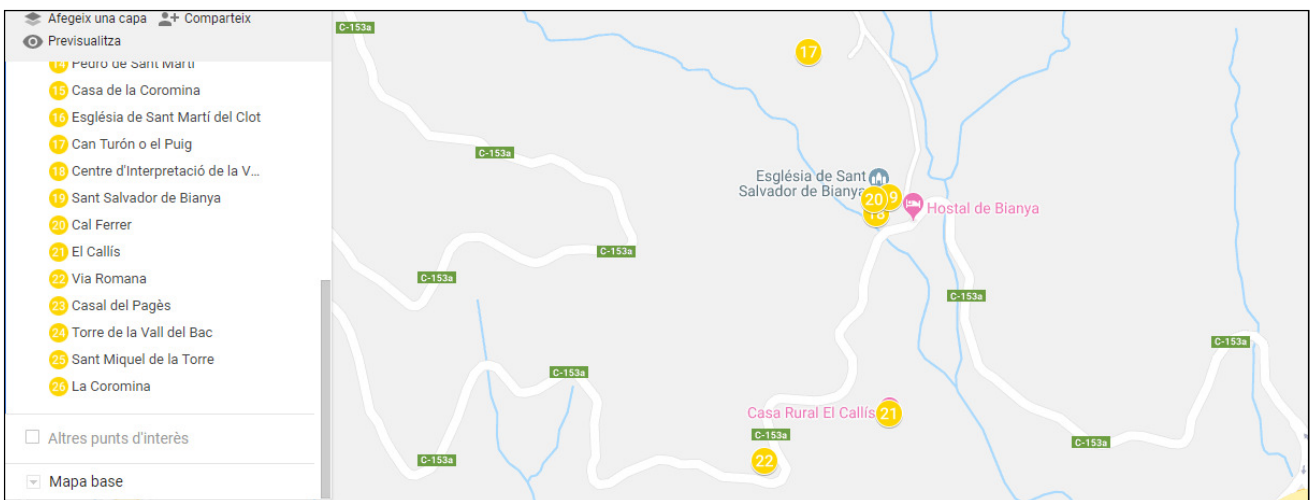 Afegeix una capa Comparteix
Previsualitza
14 Pedró de Sant Martí
15 Casa de la Coromina
16 Església de Sant Martí del Clot
17 Can Turón o el Puig
18 Centre d'Interpretació de la V...
19 Sant Salvador de Bianya
20 Cal Ferrer
21 El Callís
22 Via Romana
23 Casal del Pagès
24 Torre de la Vall del Bac
25 Sant Miquel de la Torre
26 La Coromina
Altres punts d'interès
Mapa base
C-153a
17
C-153a
Església de Sant
Salvador de Bianya
20
19
18
Hostal de Bianya
C-153a
C-153a
C-153a
C-153a
C-153a
Casa Rural El Callís
21
C-153a
C-153a
C-153a
22